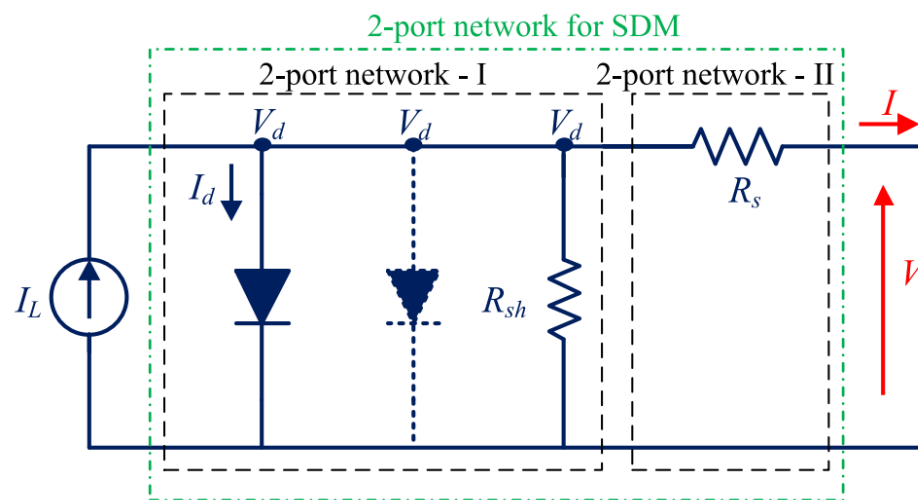 2-port network for SDM
2-port network - I
2-port network - II
I
V_d
V_d
V_d
I_d
R_s
I_L
R_sh
V